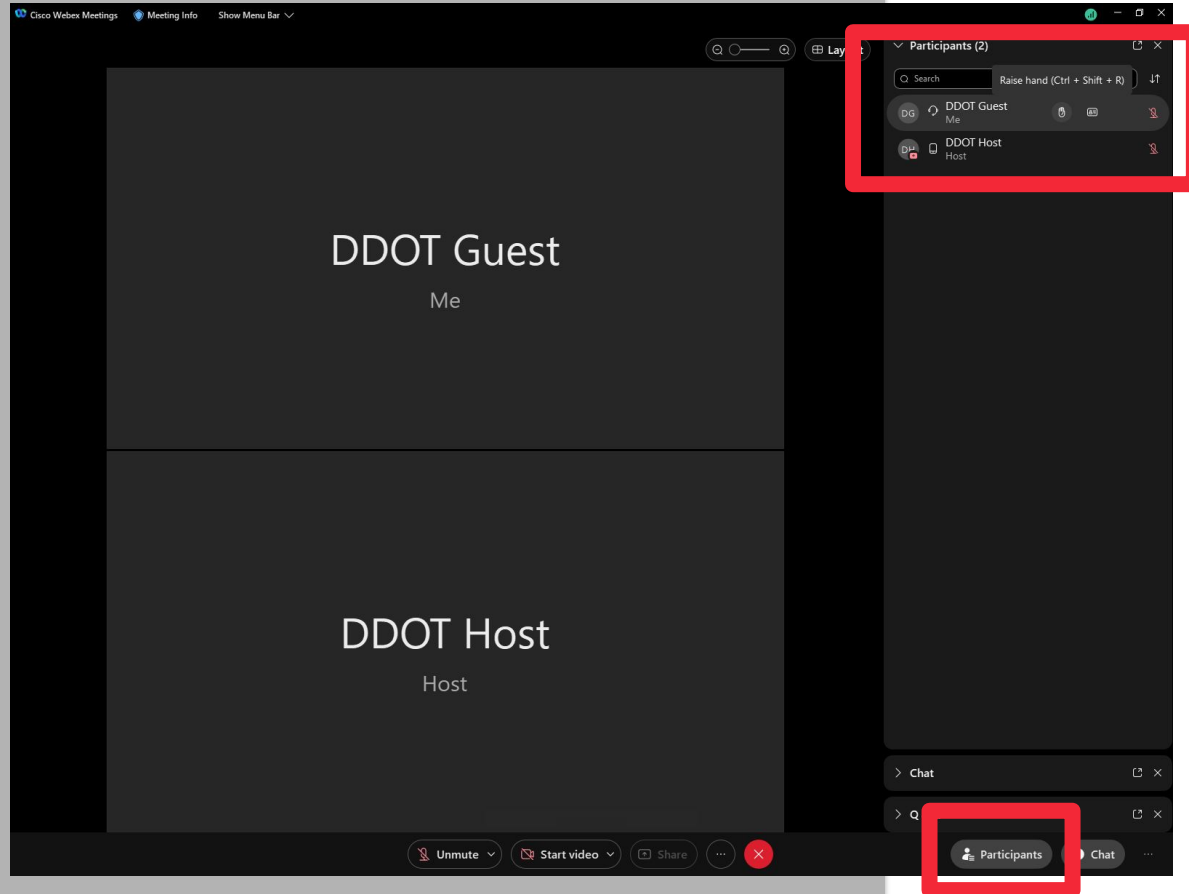 Cisco Webex Meetings Meeting Info Show Menu Bar
Participants (2)
Search
Raise hand (Ctrl + Shift + R)
DG DDOT Guest
Me
DH DDOT Host
Host
DDOT Guest
Me
DDOT Host
Host
Chat
Q
Unmute Start video Share Participants Chat